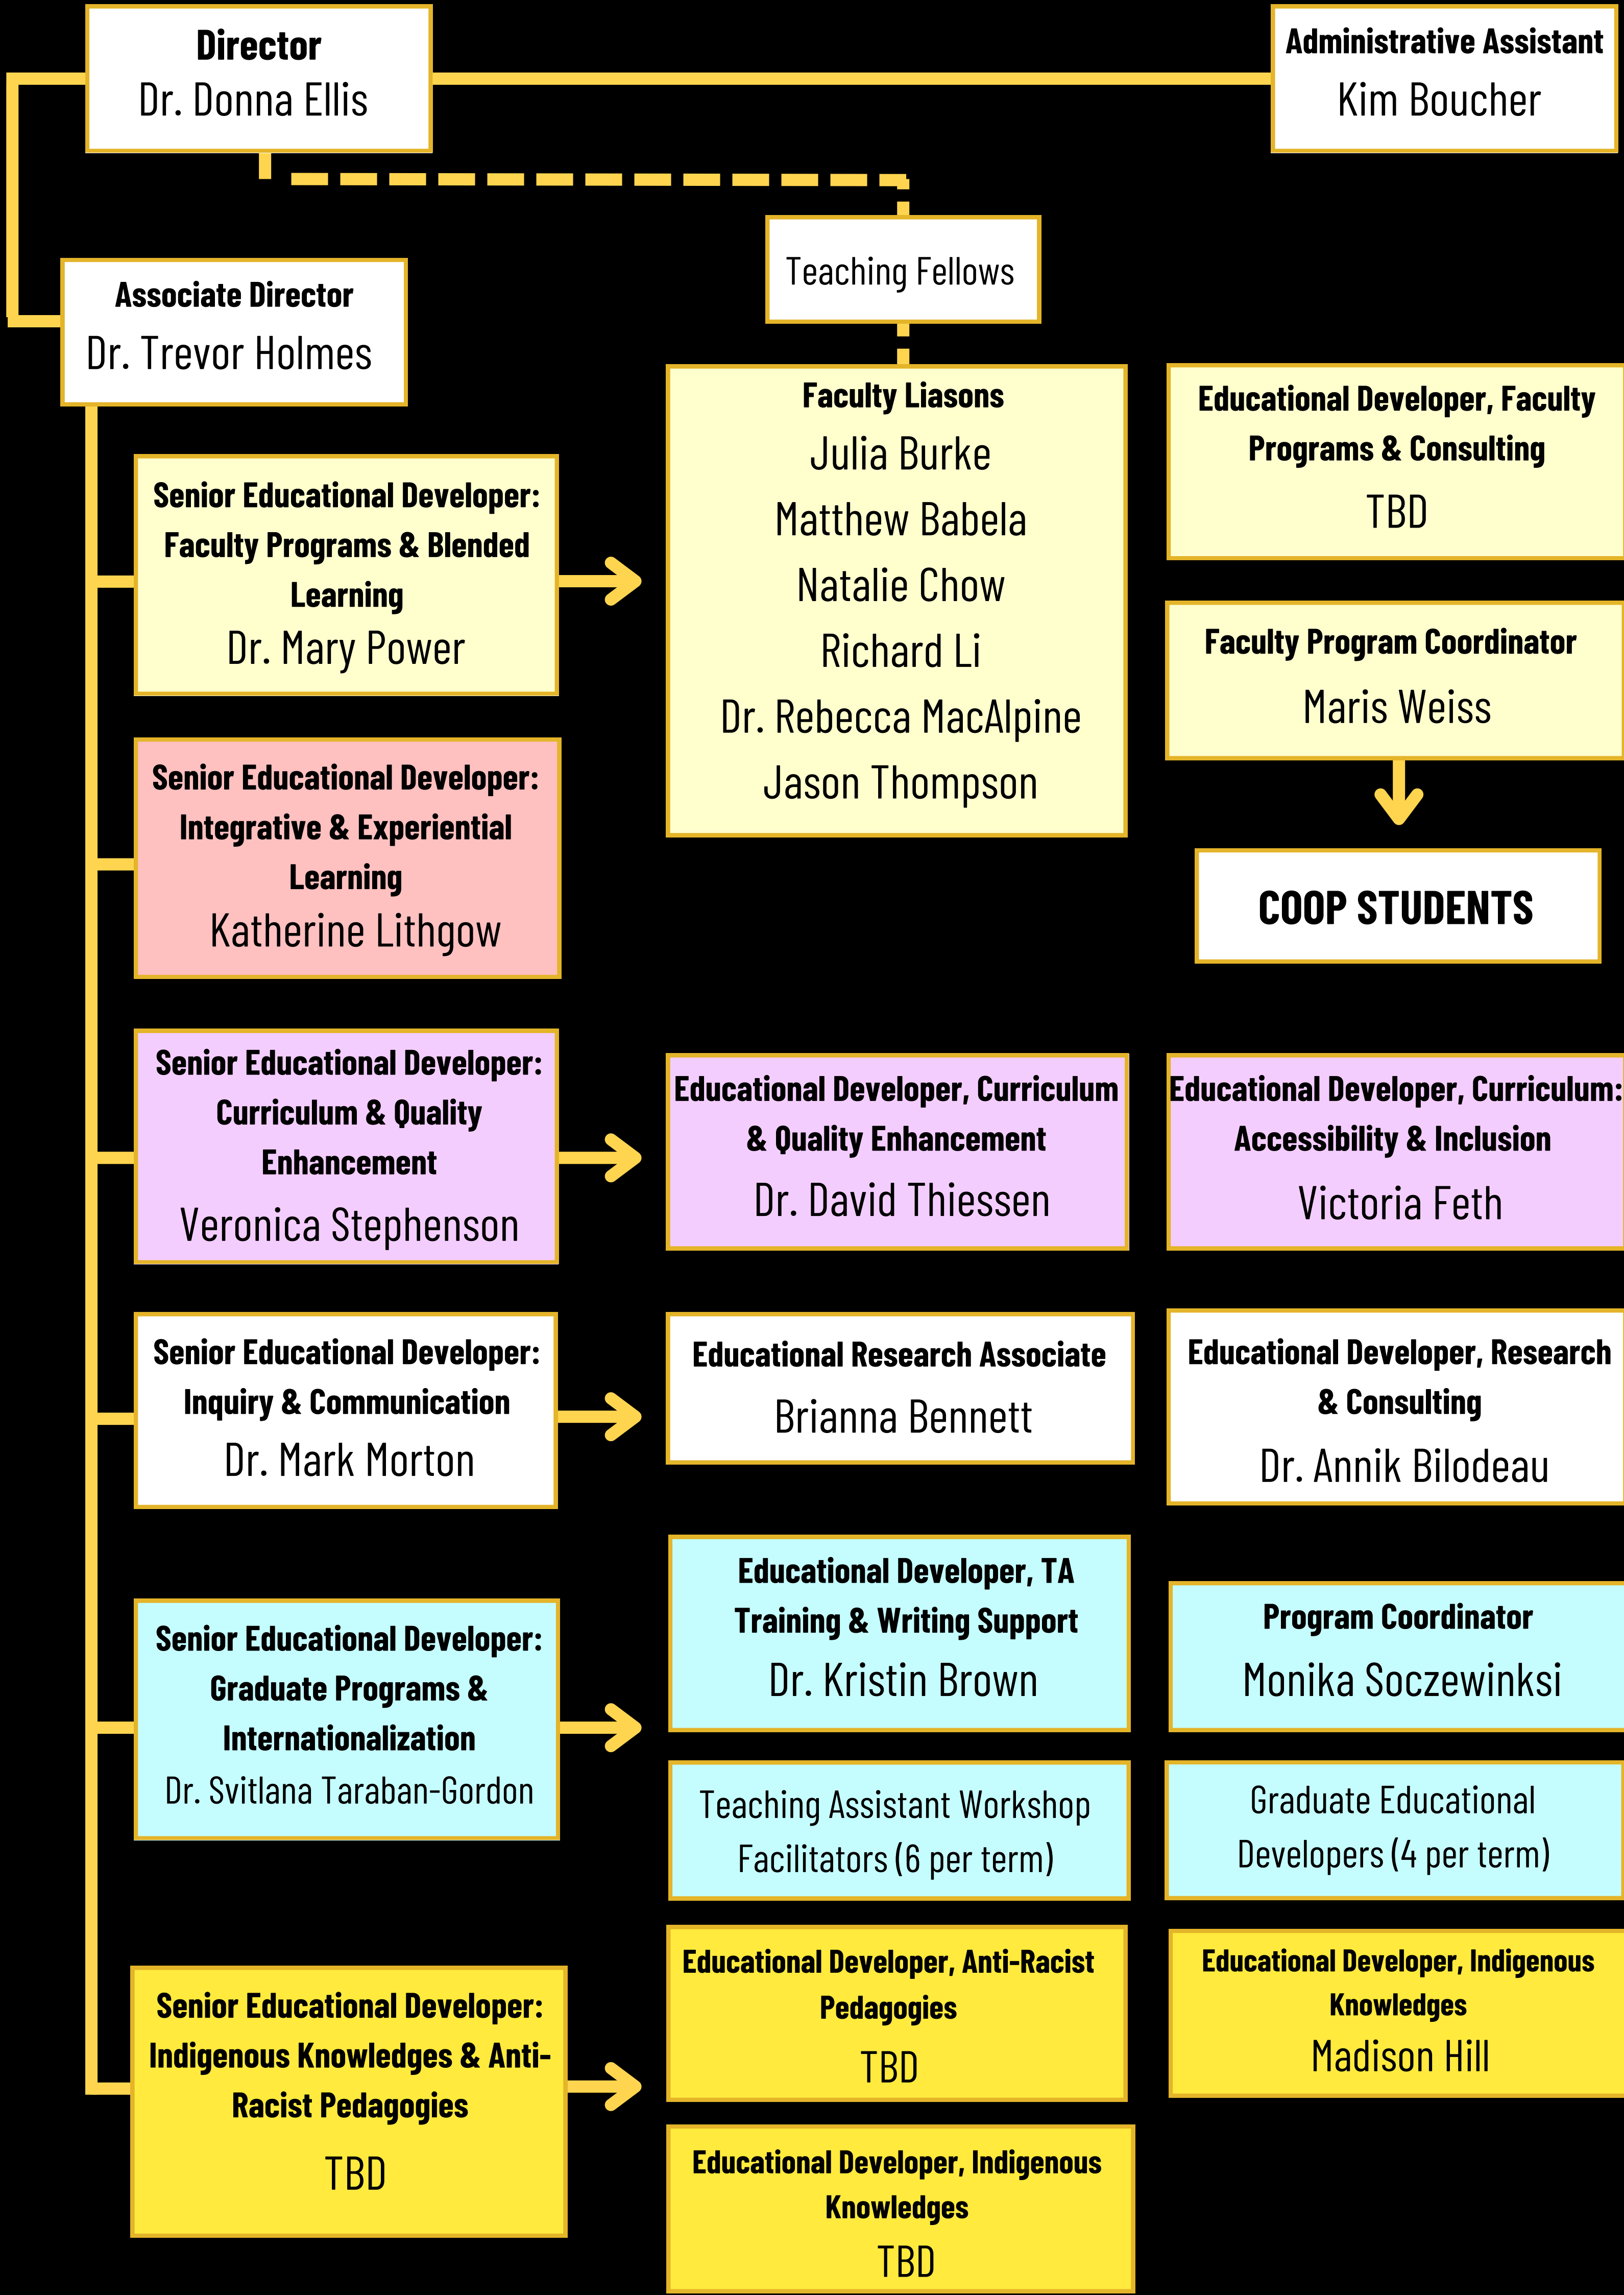 Director
Dr. Donna Ellis
Administrative Assistant
Kim Boucher
Teaching Fellows
Associate Director
Dr. Trevor Holmes
Senior Educational Developer:
Faculty Programs & Blended
Learning
Dr. Mary Power
Faculty Liasons
Julia Burke
Matthew Babela
Natalie Chow
Richard Li
Dr. Rebecca MacAlpine
Jason Thompson
Educational Developer, Faculty
Programs & Consulting
TBD
Faculty Program Coordinator
Maris Weiss
COOP STUDENTS
Senior Educational Developer:
Integrative & Experiential
Learning
Katherine Lithgow
Senior Educational Developer:
Curriculum & Quality
Enhancement
Veronica Stephenson
Educational Developer, Curriculum
& Quality Enhancement
Dr. David Thiessen
Educational Developer, Curriculum:
Accessibility & Inclusion
Victoria Feth
Senior Educational Developer:
Inquiry & Communication
Dr. Mark Morton
Educational Research Associate
Brianna Bennett
Educational Developer, Research
& Consulting
Dr. Annik Bilodeau
Senior Educational Developer:
Graduate Programs &
Internationalization
Dr. Svitlana Taraban-Gordon
Educational Developer, TA
Training & Writing Support
Dr. Kristin Brown
Program Coordinator
Monika Soczewinksi
Teaching Assistant Workshop
Facilitators (6 per term)
Graduate Educational
Developers (4 per term)
Senior Educational Developer:
Indigenous Knowledges & Anti-
Racist Pedagogies
TBD
Educational Developer, Anti-Racist
Pedagogies
TBD
Educational Developer, Indigenous
Knowledges
Madison Hill
Educational Developer, Indigenous
Knowledges
TBD